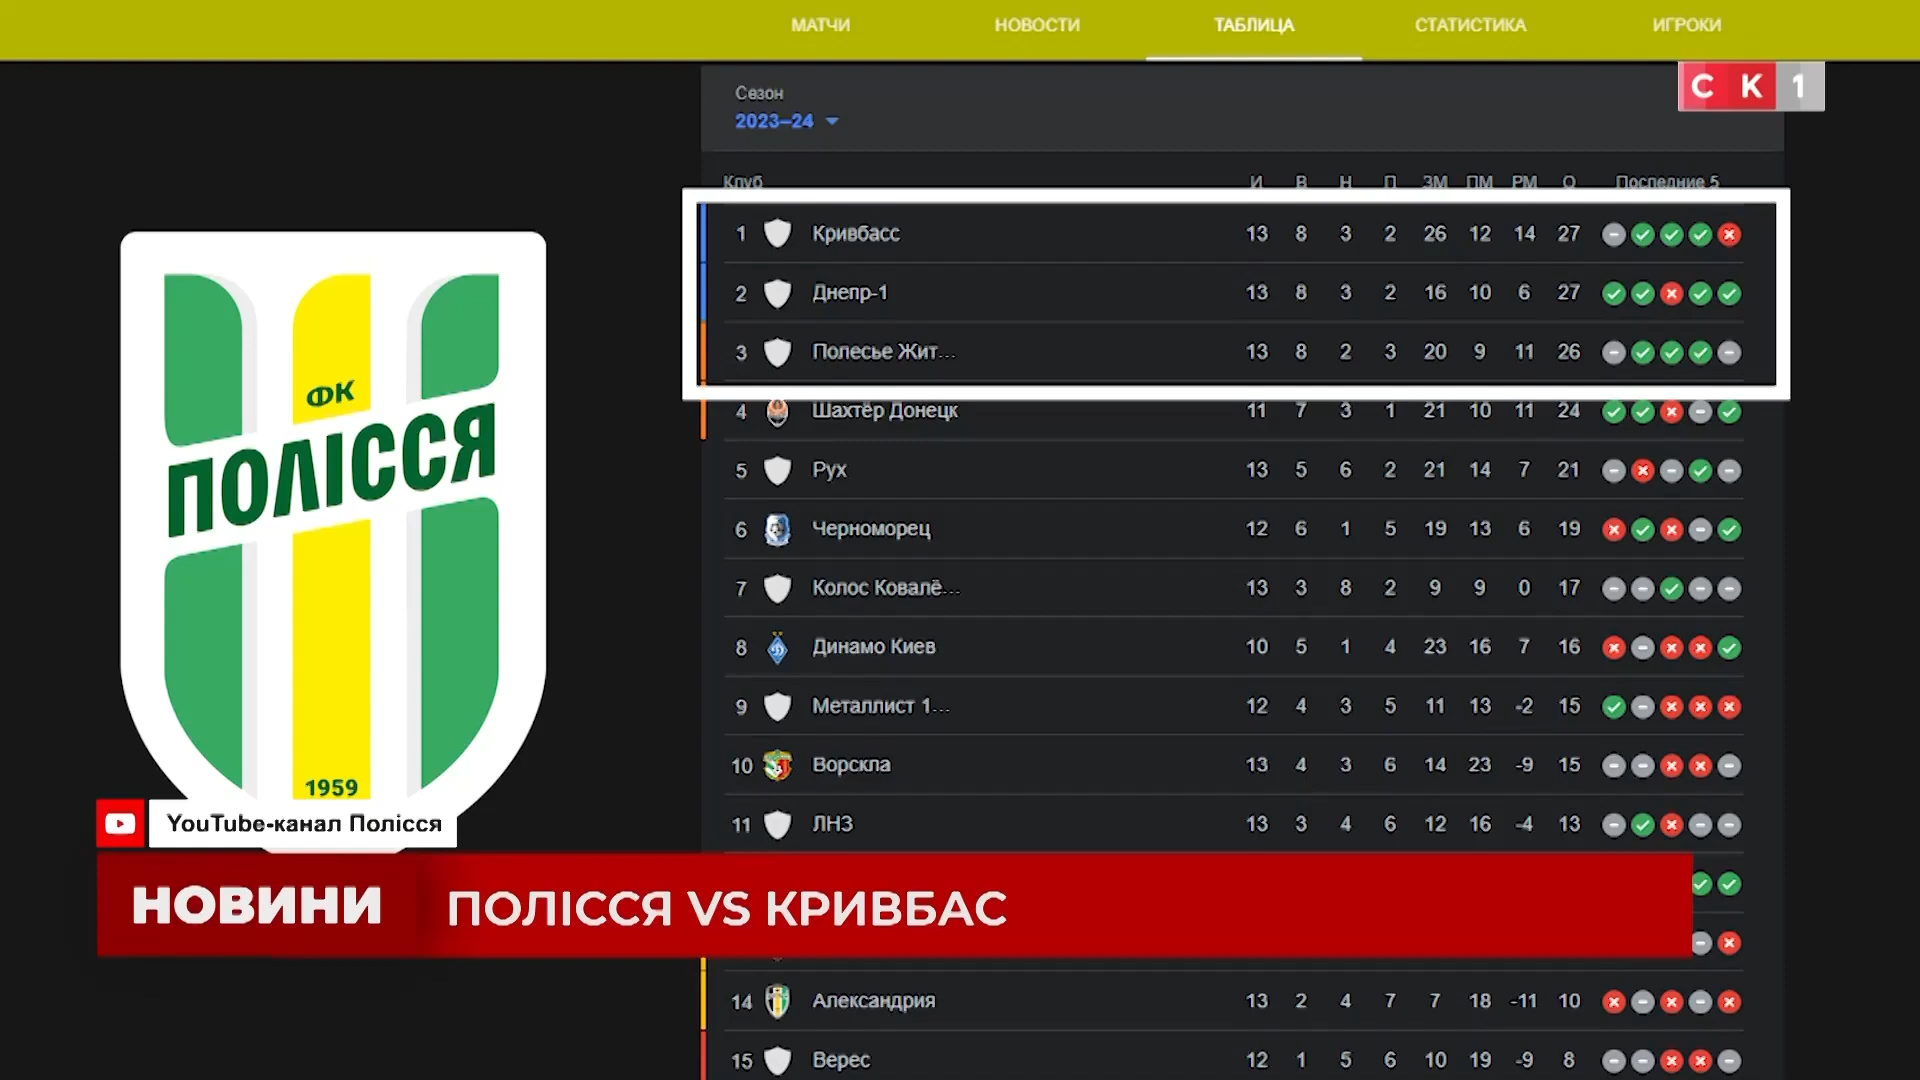 МАТЧИ НОВОСТИ ТАБЛИЦА СТАТИСТИКА ИГРОКИ
СК1
Сезон
2023–24
Клуб И В Н П ЗМ ПМ РМ О Последние 5
1 Кривбасс 13 8 3 2 26 12 14 27
2 Днепр-1 13 8 3 2 16 10 6 27
3 Полесье Жит... 13 8 2 3 20 9 11 26
4 Шахтёр Донецк 11 7 3 1 21 10 11 24
5 Рух 13 5 6 2 21 14 7 21
6 Черноморец 12 6 1 5 19 13 6 19
7 Колос Ковалё... 13 3 8 2 9 9 0 17
8 Динамо Киев 10 5 1 4 23 16 7 16
9 Металлист 1... 12 4 3 5 11 13 -2 15
10 Ворскла 13 4 3 6 14 23 -9 15
11 ЛНЗ 13 3 4 6 12 16 -4 13
14 Александрия 13 2 4 7 7 18 -11 10
15 Верес 12 1 5 6 10 19 -9 8
ФК
ПОЛІССЯ
1959
YouTube-канал Полісся
НОВИНИ ПОЛІССЯ VS КРИВБАС